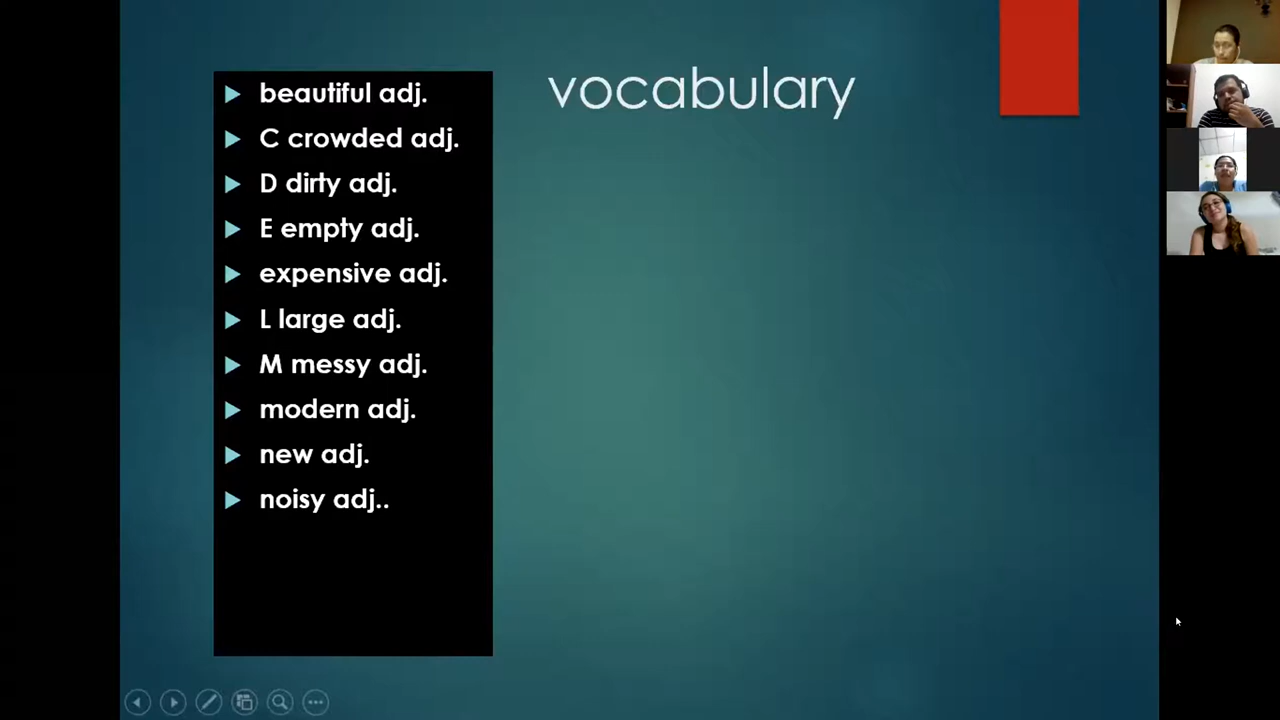 vocabulary
beautiful adj.
C crowded adj.
D dirty adj.
E empty adj.
expensive adj.
L large adj.
M messy adj.
modern adj.
new adj.
noisy adj..